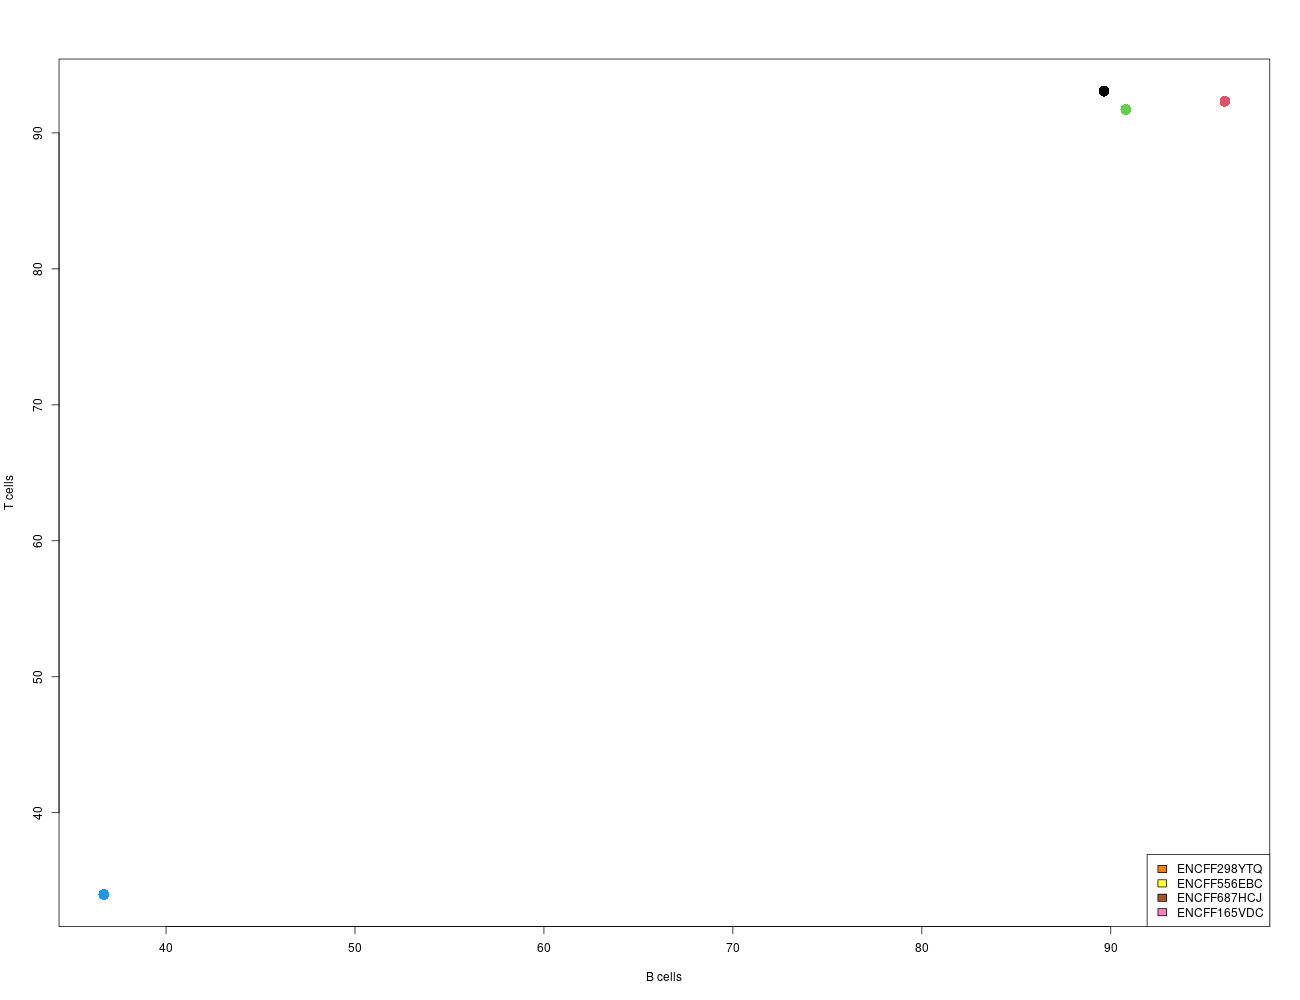 90
80
70
60
50
40
T cells
40 50 60 70 80 90
B cells
ENCFF298YTQ
ENCFF556EBC
ENCFF687HCJ
ENCFF165VDC